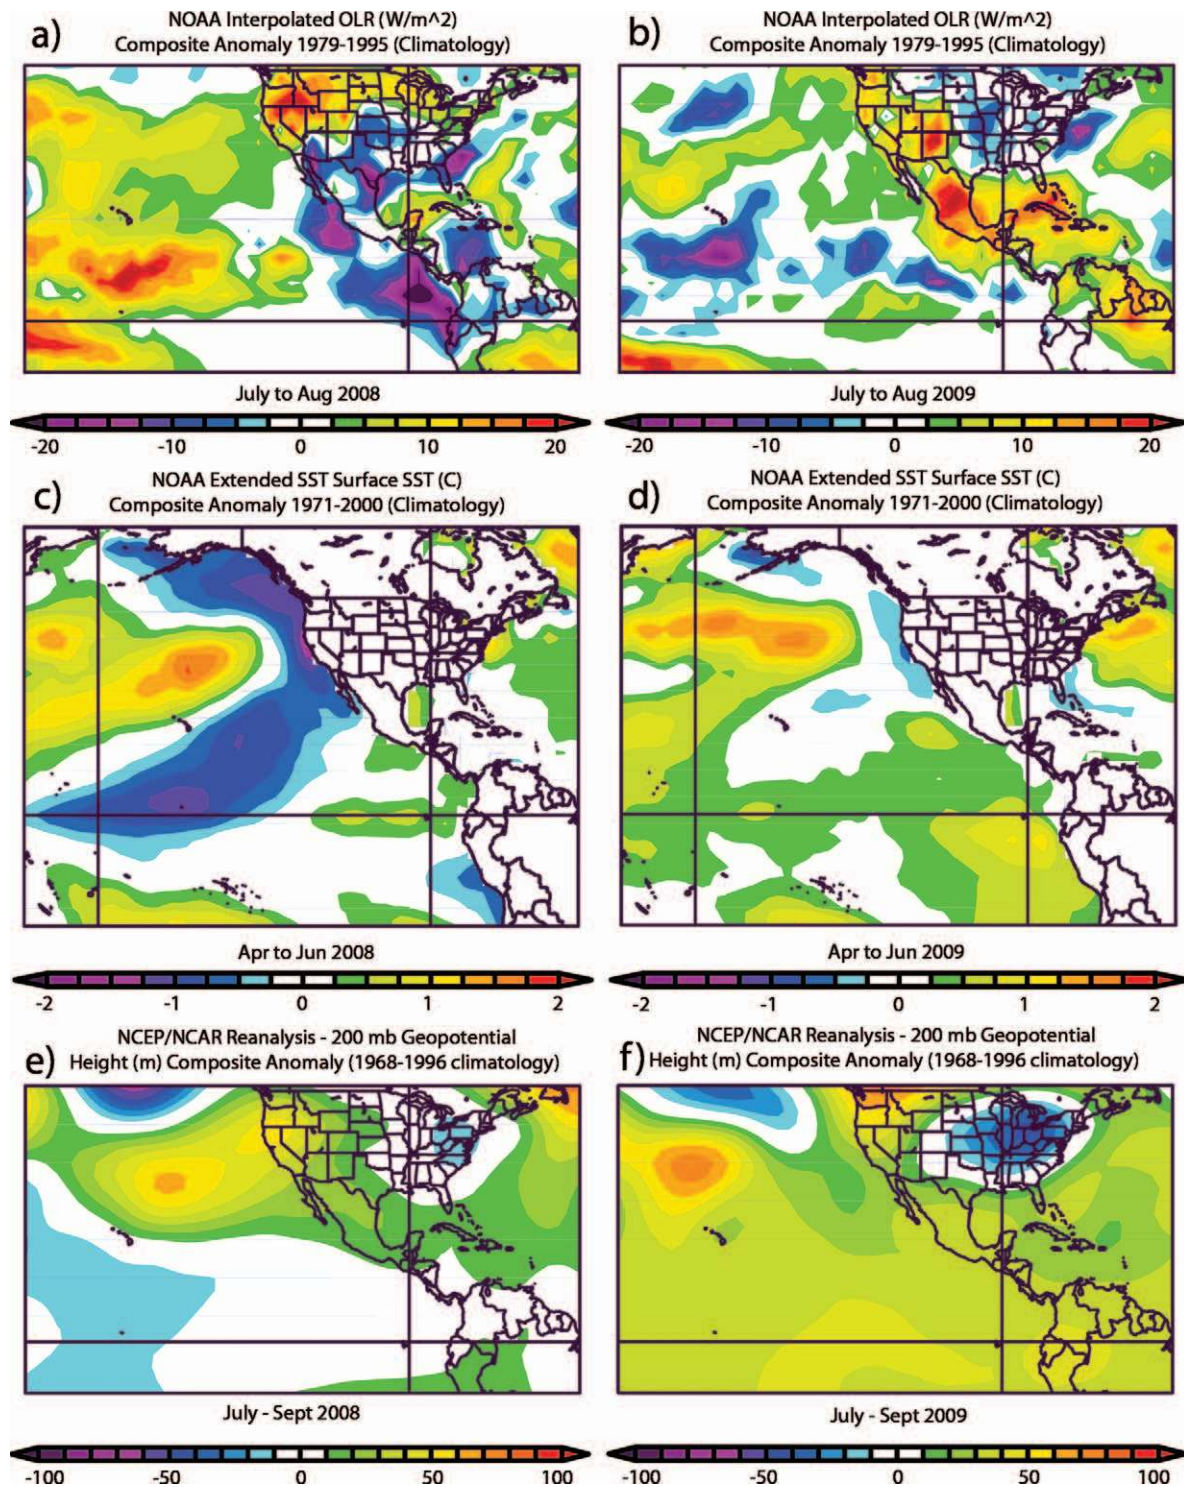 a)
NOAA Interpolated OLR (W/m^2)
Composite Anomaly 1979-1995 (Climatology)
July to Aug 2008
-20 -10 0 10 20
b)
NOAA Interpolated OLR (W/m^2)
Composite Anomaly 1979-1995 (Climatology)
July to Aug 2009
-20 -10 0 10 20
c)
NOAA Extended SST Surface SST (C)
Composite Anomaly 1971-2000 (Climatology)
Apr to Jun 2008
-2 -1 0 1 2
d)
NOAA Extended SST Surface SST (C)
Composite Anomaly 1971-2000 (Climatology)
Apr to Jun 2009
-2 -1 0 1 2
e)
NCEP/NCAR Reanalysis - 200 mb Geopotential
Height (m) Composite Anomaly (1968-1996 climatology)
July - Sept 2008
-100 -50 0 50 100
f)
NCEP/NCAR Reanalysis - 200 mb Geopotential
Height (m) Composite Anomaly (1968-1996 climatology)
July - Sept 2009
-100 -50 0 50 100